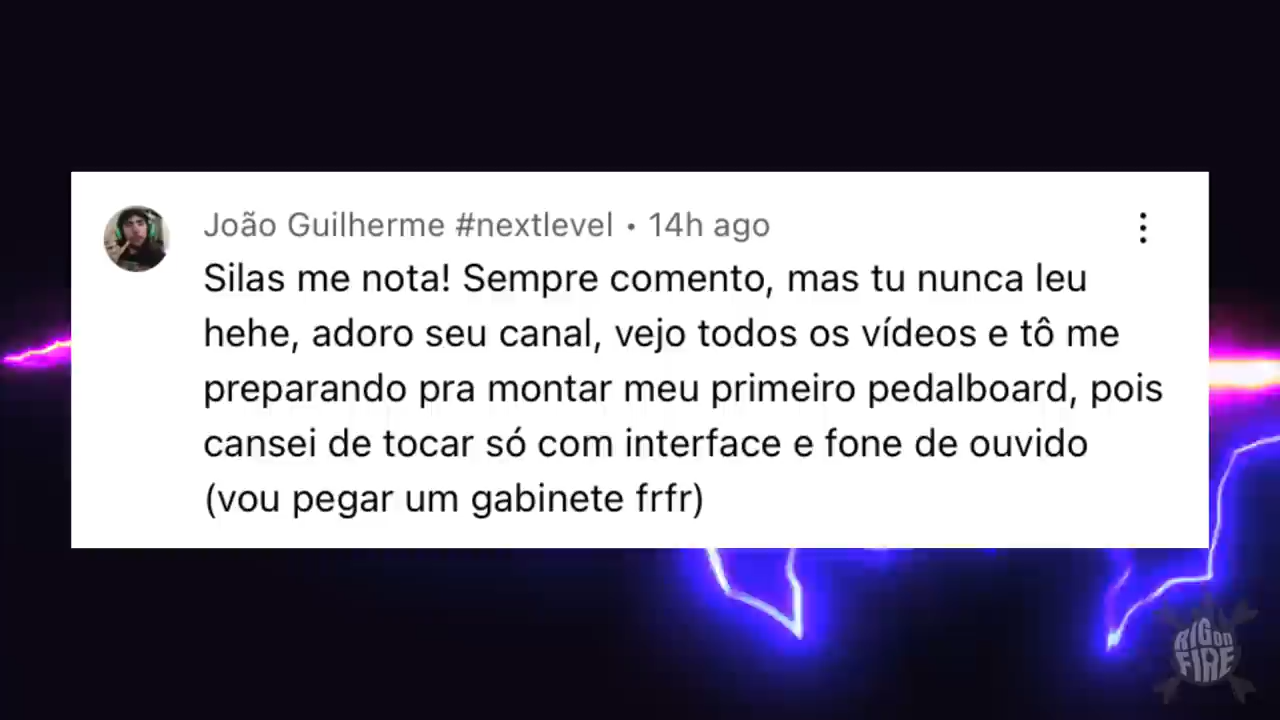 João Guilherme #nextlevel • 14h ago
Silas me nota! Sempre comento, mas tu nunca leu
hehe, adoro seu canal, vejo todos os vídeos e tô me
preparando pra montar meu primeiro pedalboard, pois
cansei de tocar só com interface e fone de ouvido
(vou pegar um gabinete frfr)
RIG on
FIRE